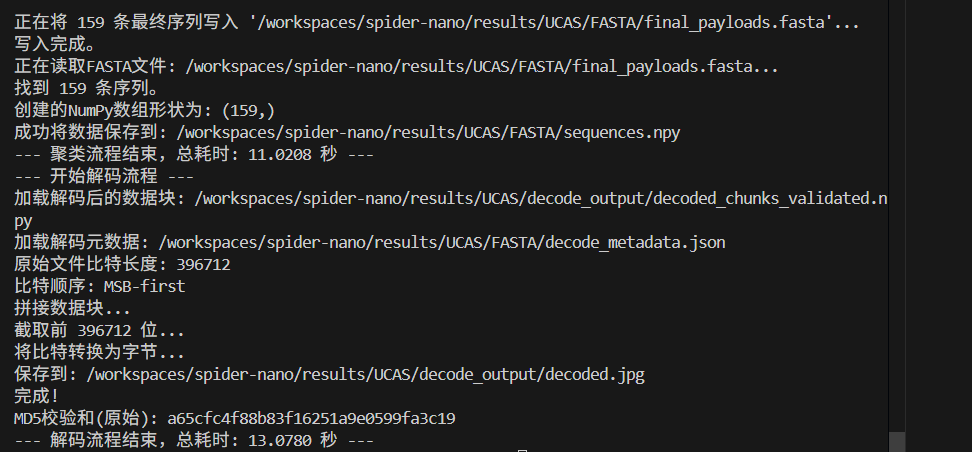 正在将 159 条最终序列写入 '/workspaces/spider-nano/results/UCAS/FASTA/final_payloads.fasta'...
写入完成。
正在读取FASTA文件: /workspaces/spider-nano/results/UCAS/FASTA/final_payloads.fasta...
找到 159 条序列。
创建的NumPy数组形状为: (159,)
成功将数据保存到: /workspaces/spider-nano/results/UCAS/FASTA/sequences.npy
--- 聚类流程结束，总耗时: 11.0208 秒 ---
--- 开始解码流程 ---
加载解码后的数据块: /workspaces/spider-nano/results/UCAS/decode_output/decoded_chunks_validated.n
py
加载解码元数据: /workspaces/spider-nano/results/UCAS/FASTA/decode_metadata.json
原始文件比特长度: 396712
比特顺序: MSB-first
拼接数据块...
截取前 396712 位...
将比特转换为字节...
保存到: /workspaces/spider-nano/results/UCAS/decode_output/decoded.jpg
完成!
MD5校验和(原始): a65cfc4f88b83f16251a9e0599fa3c19
--- 解码流程结束，总耗时: 13.0780 秒 ---